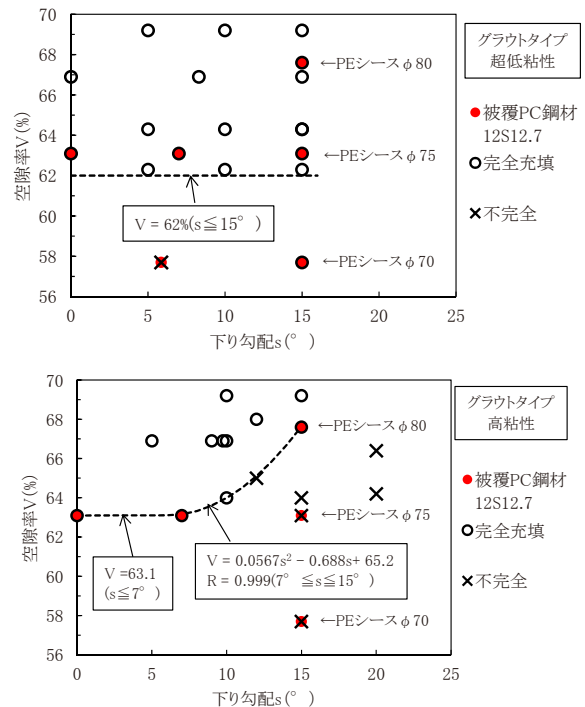 グラウトタイプ
超低粘性
被覆PC鋼材
12S12.7
完全充填
不完全
70
68
66
64
62
60
58
56
空隙率V(%)
←PEシースφ80
←PEシースφ75
V = 62%(s≦15°)
←PEシースφ70
0 5 10 15 20 25
下り勾配s(°)
グラウトタイプ
高粘性
被覆PC鋼材
12S12.7
完全充填
不完全
70
68
66
64
62
60
58
56
空隙率V(%)
←PEシースφ80
←PEシースφ75
V =63.1
(s≦7°)
V = 0.0567s² − 0.688s+ 65.2
R = 0.999(7°≦s≦15°)
←PEシースφ70
0 5 10 15 20 25
下り勾配s(°)